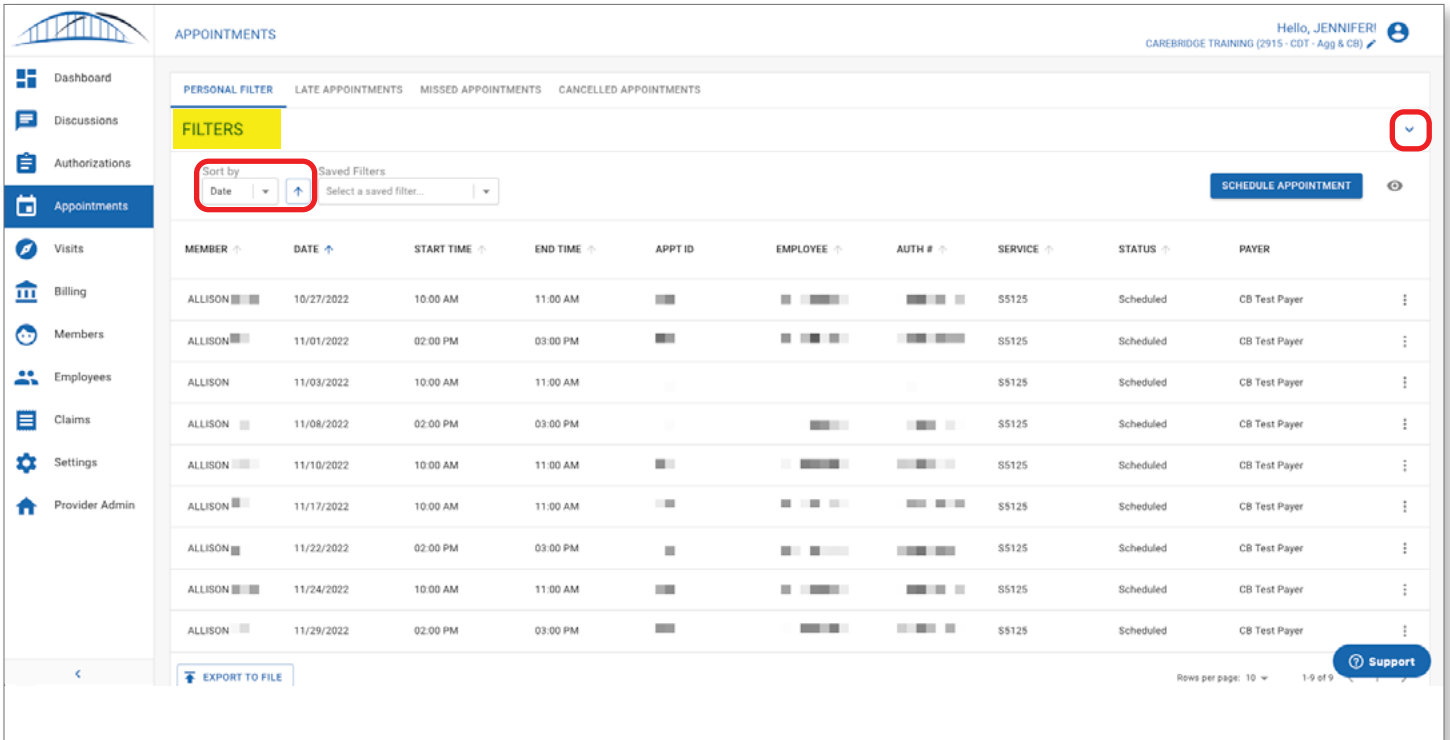 APPOINTMENTS
Hello, JENNIFER!
CAREBRIDGE TRAINING (2915 - CDT - Agg & CB)
Dashboard
Discussions
Authorizations
Appointments
Visits
Billing
Members
Employees
Claims
Settings
Provider Admin
PERSONAL FILTER LATE APPOINTMENTS MISSED APPOINTMENTS CANCELLED APPOINTMENTS
FILTERS
Sort by Saved Filters
Date Select a saved filter... SCHEDULE APPOINTMENT
MEMBER DATE START TIME END TIME APPT ID EMPLOYEE AUTH # SERVICE STATUS PAYER
ALLISON 10/27/2022 10:00 AM 11:00 AM S5125 Scheduled CB Test Payer
ALLISON 11/01/2022 02:00 PM 03:00 PM S5125 Scheduled CB Test Payer
ALLISON 11/03/2022 10:00 AM 11:00 AM S5125 Scheduled CB Test Payer
ALLISON 11/08/2022 02:00 PM 03:00 PM S5125 Scheduled CB Test Payer
ALLISON 11/10/2022 10:00 AM 11:00 AM S5125 Scheduled CB Test Payer
ALLISON 11/17/2022 10:00 AM 11:00 AM S5125 Scheduled CB Test Payer
ALLISON 11/22/2022 02:00 PM 03:00 PM S5125 Scheduled CB Test Payer
ALLISON 11/24/2022 10:00 AM 11:00 AM S5125 Scheduled CB Test Payer
ALLISON 11/29/2022 02:00 PM 03:00 PM S5125 Scheduled CB Test Payer
Support
EXPORT TO FILE Rows per page: 10 1-9 of 9